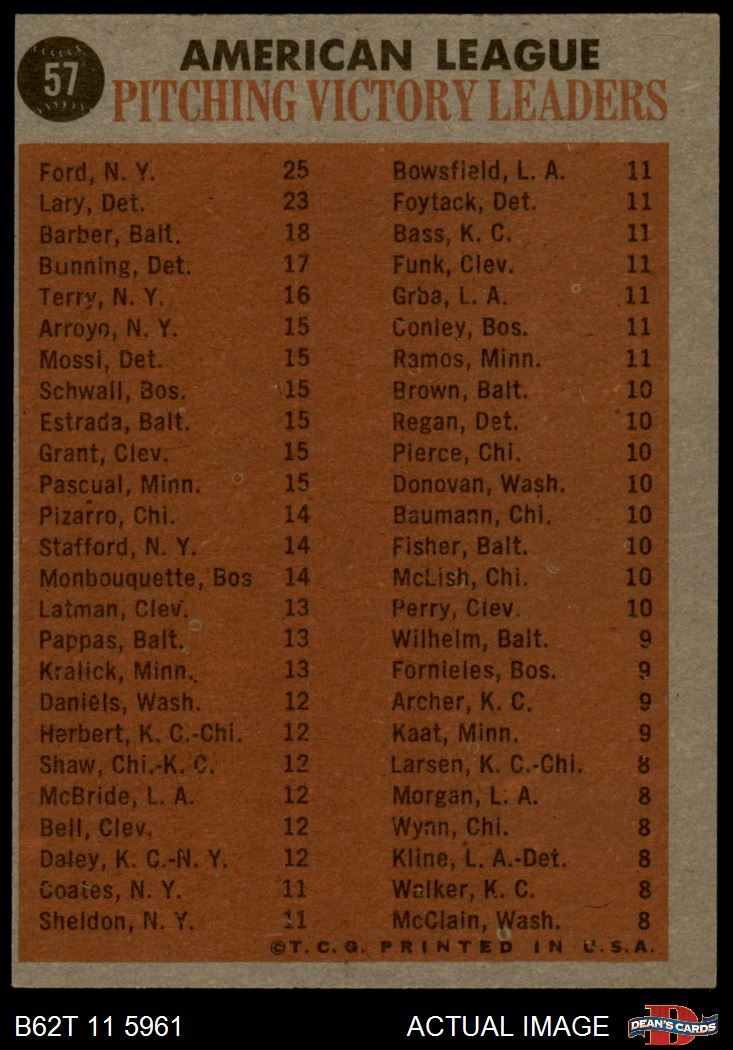 57
AMERICAN LEAGUE
PITCHING VICTORY LEADERS
Ford, N. Y. 25
Lary, Det. 23
Barber, Balt. 18
Bunning, Det. 17
Terry, N. Y. 16
Arroyo, N. Y. 15
Mossi, Det. 15
Schwall, Bos. 15
Estrada, Balt. 15
Grant, Clev. 15
Pascual, Minn. 15
Pizarro, Chi. 14
Stafford, N. Y. 14
Monbouquette, Bos 14
Latman, Clev. 13
Pappas, Balt. 13
Kralick, Minn. 13
Daniels, Wash. 12
Herbert, K. C.-Chi. 12
Shaw, Chi.-K. C. 12
McBride, L. A. 12
Bell, Clev. 12
Daley, K. C.-N. Y. 12
Coates, N. Y. 11
Sheldon, N. Y. 11
Bowsfield, L. A. 11
Foytack, Det. 11
Bass, K. C. 11
Funk, Clev. 11
Grba, L. A. 11
Conley, Bos. 11
Ramos, Minn. 11
Brown, Balt. 10
Regan, Det. 10
Pierce, Chi. 10
Donovan, Wash. 10
Baumann, Chi. 10
Fisher, Balt. 10
McLish, Chi. 10
Perry, Clev. 10
Wilhelm, Balt. 9
Fornieles, Bos. 9
Archer, K. C. 9
Kaat, Minn. 9
Larsen, K. C.-Chi. 8
Morgan, L. A. 8
Wynn, Chi. 8
Kline, L. A.-Det. 8
Walker, K. C. 8
McClain, Wash. 8
©T.C.G. PRINTED IN U.S.A.
B62T 11 5961
ACTUAL IMAGE
D
DEAN'S CARDS